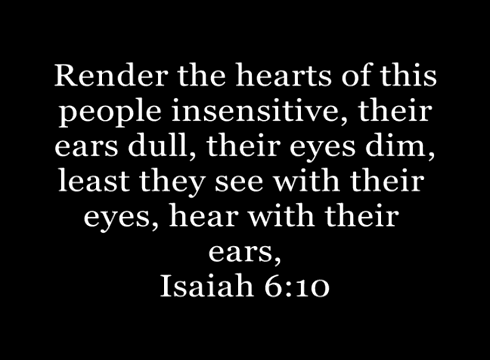 Render the hearts of this
people insensitive, their
ears dull, their eyes dim,
least they see with their
eyes, hear with their
ears,
Isaiah 6:10